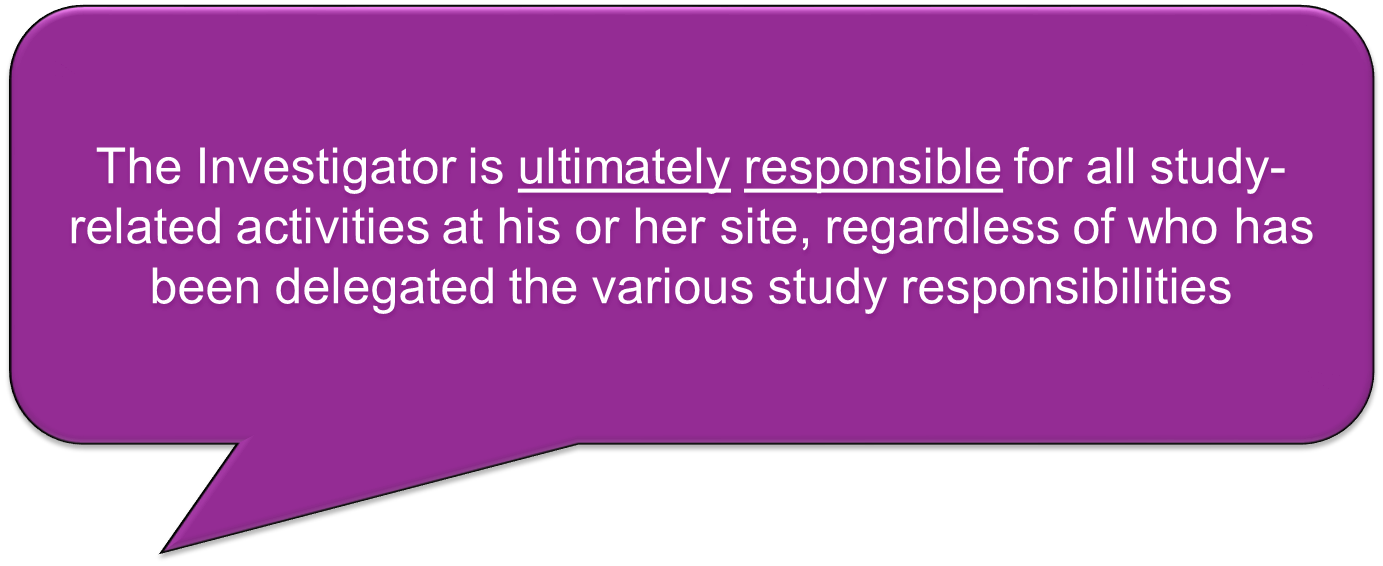 The Investigator is ultimately responsible for all study-
related activities at his or her site, regardless of who has
been delegated the various study responsibilities